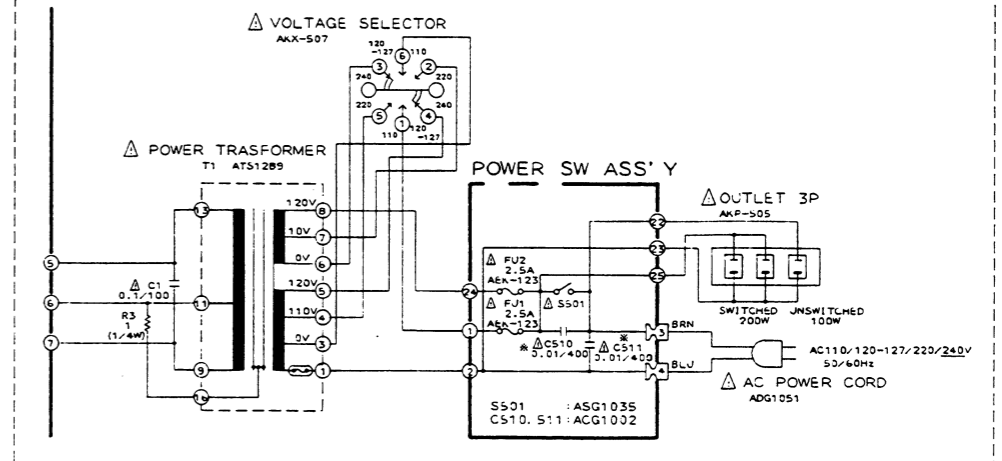 ⚠ VOLTAGE SELECTOR
AKX-507
120
-127
110
6
3
2
240
220
220
240
5
4
1
110
120
-127
⚠ POWER TRASFORMER
T1 ATS1289
POWER SW ASS'Y
⚠ OUTLET 3P
AKP-505
13
120V
8
22
10V
7
23
0V
6
⚠ FU2
2.5A
AEK-123
25
5
120V
5
24
⚠ S501
SWITCHED
200W
UNSWITCHED
100W
⚠ C1
0.1/100
6
11
110V
4
⚠ FU1
2.5A
AEK-123
1
3
BRN
R3
1
(1/4W)
※ ⚠ C510
0.01/400
※
⚠ C511
0.01/400
7
0V
3
AC110/120-127/220/240V
50/60Hz
9
1
2
4
BLU
⚠ AC POWER CORD
ADG1051
16
S501 :ASG1035
C510, 511:ACG1002